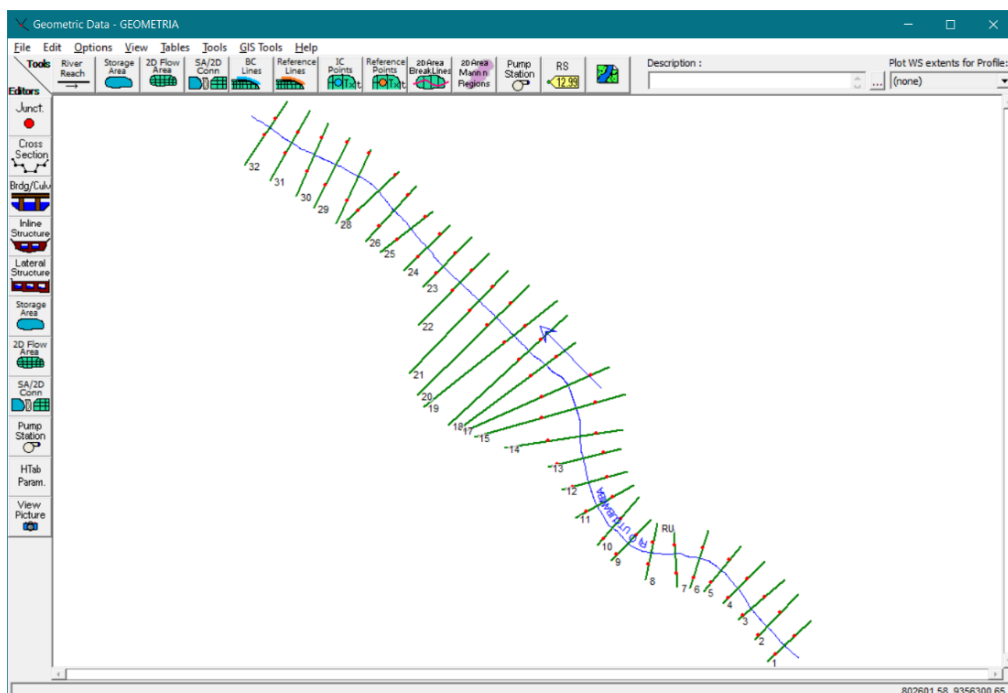 Geometric Data - GEOMETRIA
File Edit Options View Tables Tools GIS Tools Help
Tools
Editors
River Reach
Storage Area
2D Flow Area
SA/2D Conn
BC Lines
Reference Lines
IC Points
Reference Points
2D Area BreakLines
2D Area Mann n Regions
Pump Station
RS
12.99
Description :
...
Plot WS extents for Profile:
(none)
Junct.
Cross Section
Brdg/Culv
Inline Structure
Lateral Structure
Storage Area
2D Flow Area
SA/2D Conn
Pump Station
HTab Param.
View Picture
32
31
30
29
28
26
25
24
23
22
21
20
19
18
17
15
14
13
12
11
10
9
8
7
6
5
4
3
2
1
RU
802601.58, 9356300.65